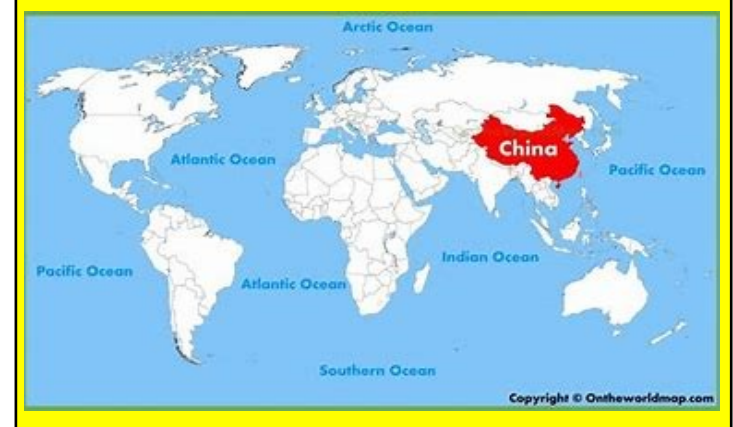 Arctic Ocean
China
Atlantic Ocean
Pacific Ocean
Indian Ocean
Pacific Ocean
Atlantic Ocean
Southern Ocean
Copyright © Ontheworldmap.com